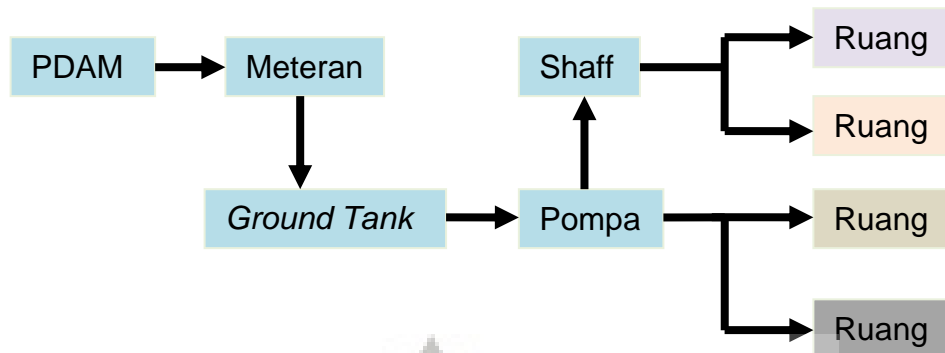 PDAM
Meteran
Shaff
Ruang
Ruang
Ground Tank
Pompa
Ruang
Ruang